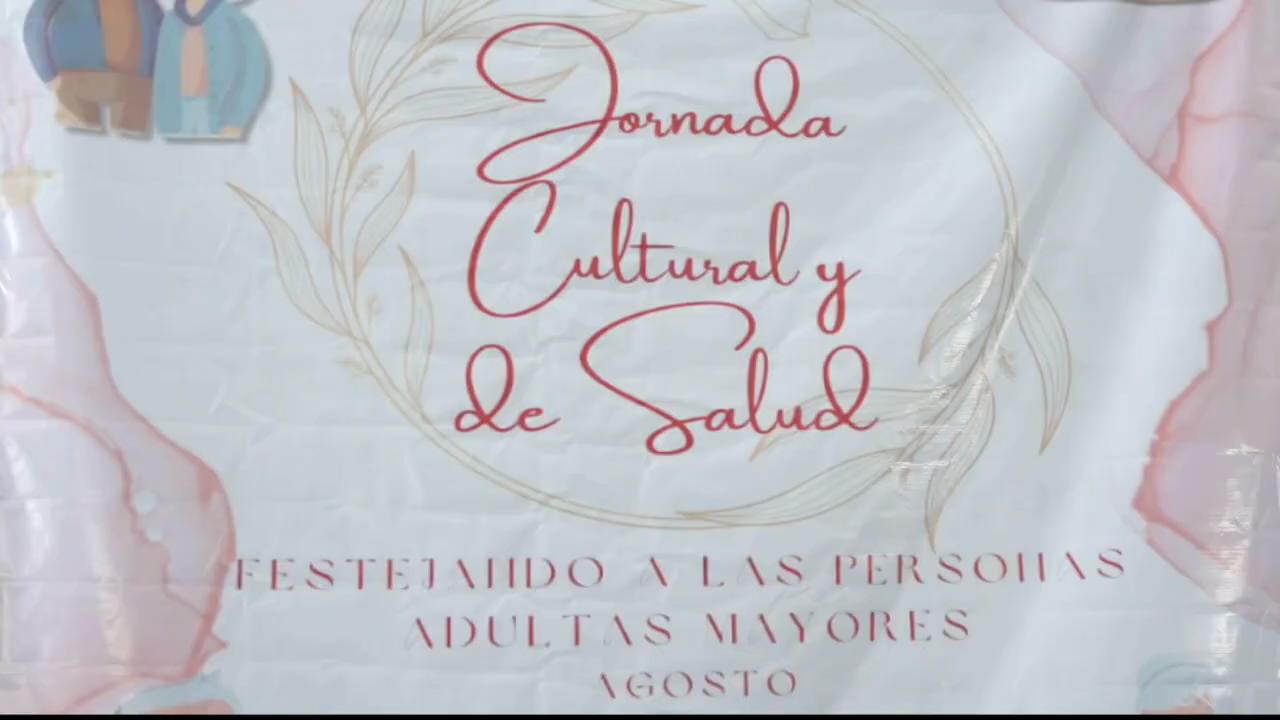 Jornada
Cultural y
de Salud
FESTEJANDO A LAS PERSONAS
ADULTAS MAYORES
AGOSTO